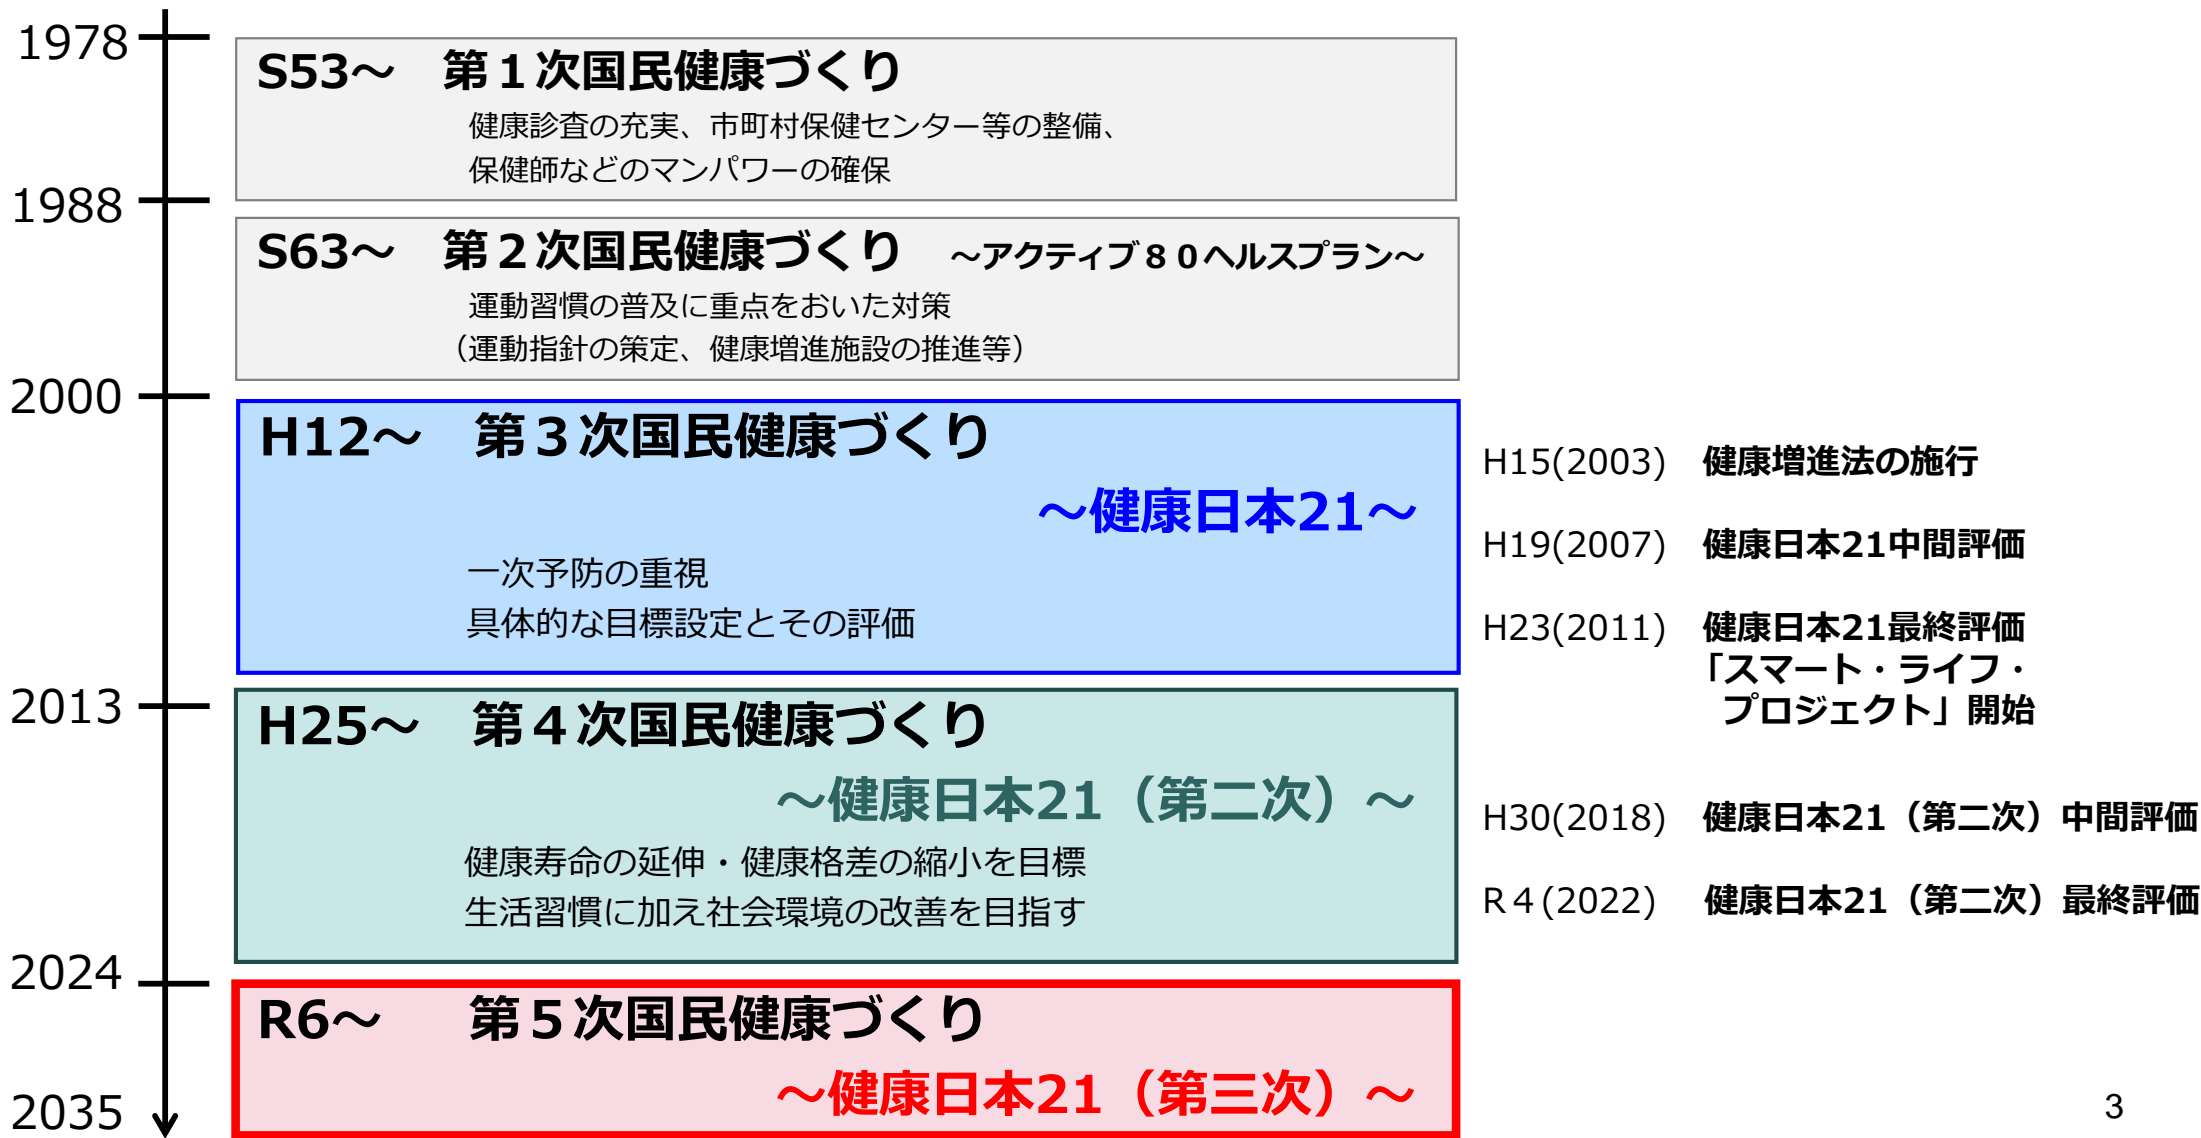 1978
S53～　第１次国民健康づくり
健康診査の充実、市町村保健センター等の整備、
保健師などのマンパワーの確保
1988
S63～　第２次国民健康づくり　～アクティブ８０ヘルスプラン～
運動習慣の普及に重点をおいた対策
（運動指針の策定、健康増進施設の推進等）
2000
H12～　第３次国民健康づくり
～健康日本21～
一次予防の重視
具体的な目標設定とその評価
H15(2003)　健康増進法の施行
H19(2007)　健康日本21中間評価
H23(2011)　健康日本21最終評価
「スマート・ライフ・
プロジェクト」開始
2013
H25～　第４次国民健康づくり
～健康日本21（第二次）～
健康寿命の延伸・健康格差の縮小を目標
生活習慣に加え社会環境の改善を目指す
H30(2018)　健康日本21（第二次）中間評価
R４(2022)　健康日本21（第二次）最終評価
2024
R6～　第５次国民健康づくり
～健康日本21（第三次）～
2035
3